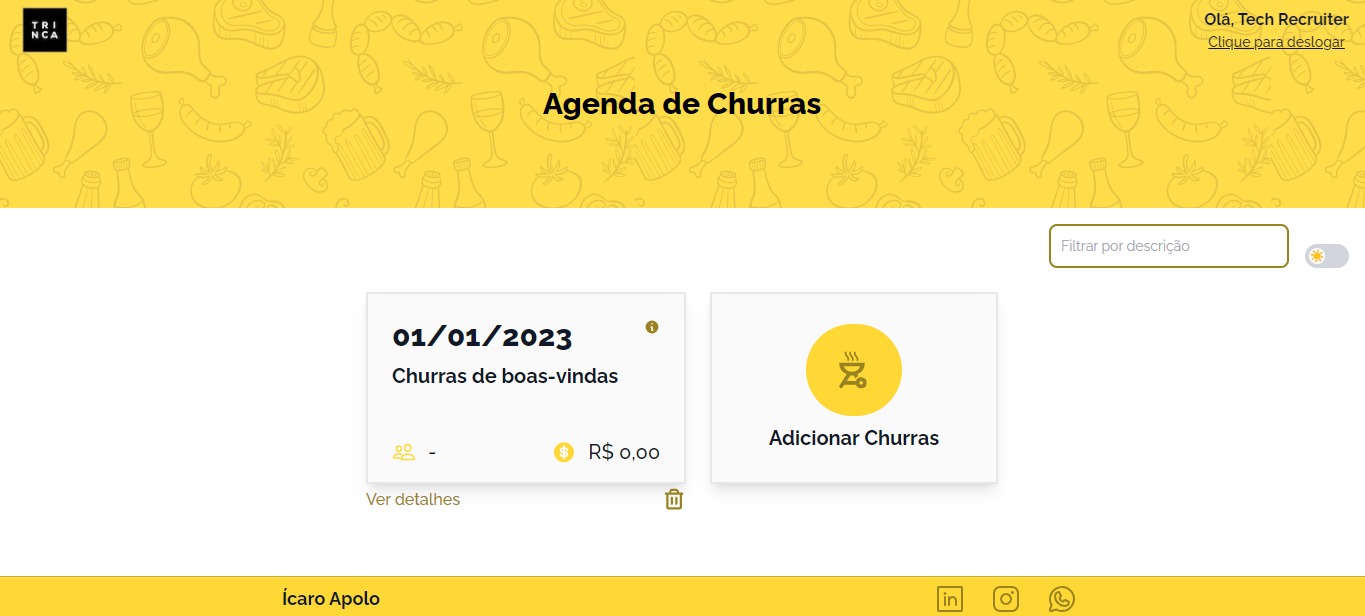 TRI
NCA
Olá, Tech Recruiter
Clique para deslogar
Agenda de Churras
Filtrar por descrição
01/01/2023
Churras de boas-vindas
-
R$ 0,00
Adicionar Churras
Ver detalhes
Ícaro Apolo